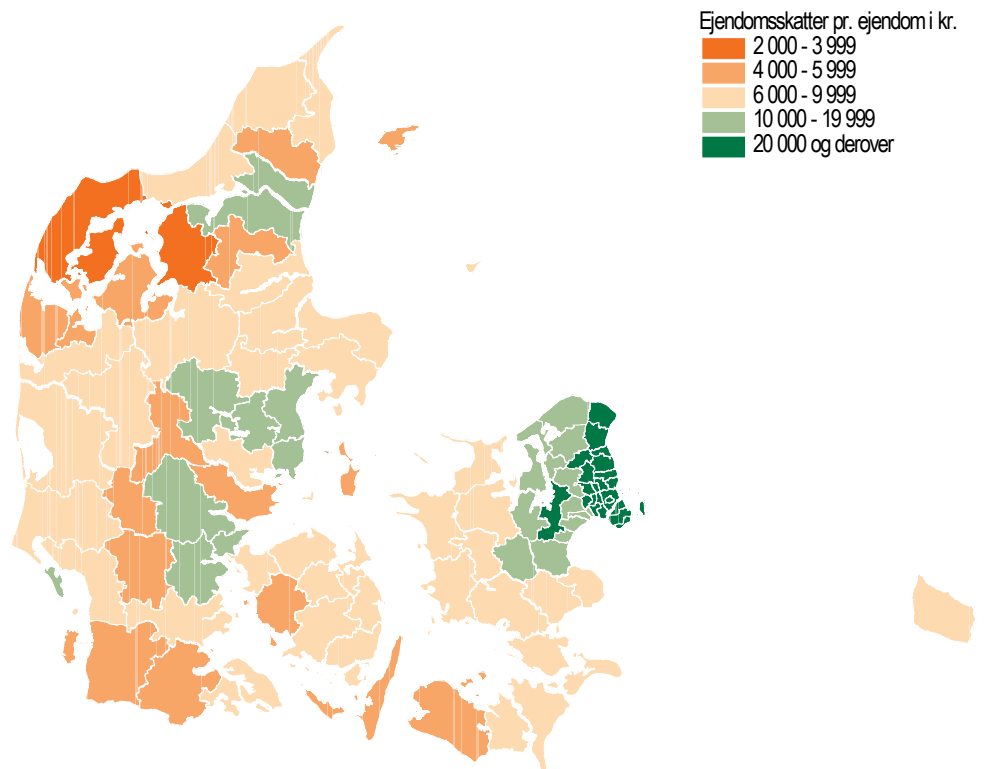 Ejendomsskatter pr. ejendom i kr.
2 000 - 3 999
4 000 - 5 999
6 000 - 9 999
10 000 - 19 999
20 000 og derover